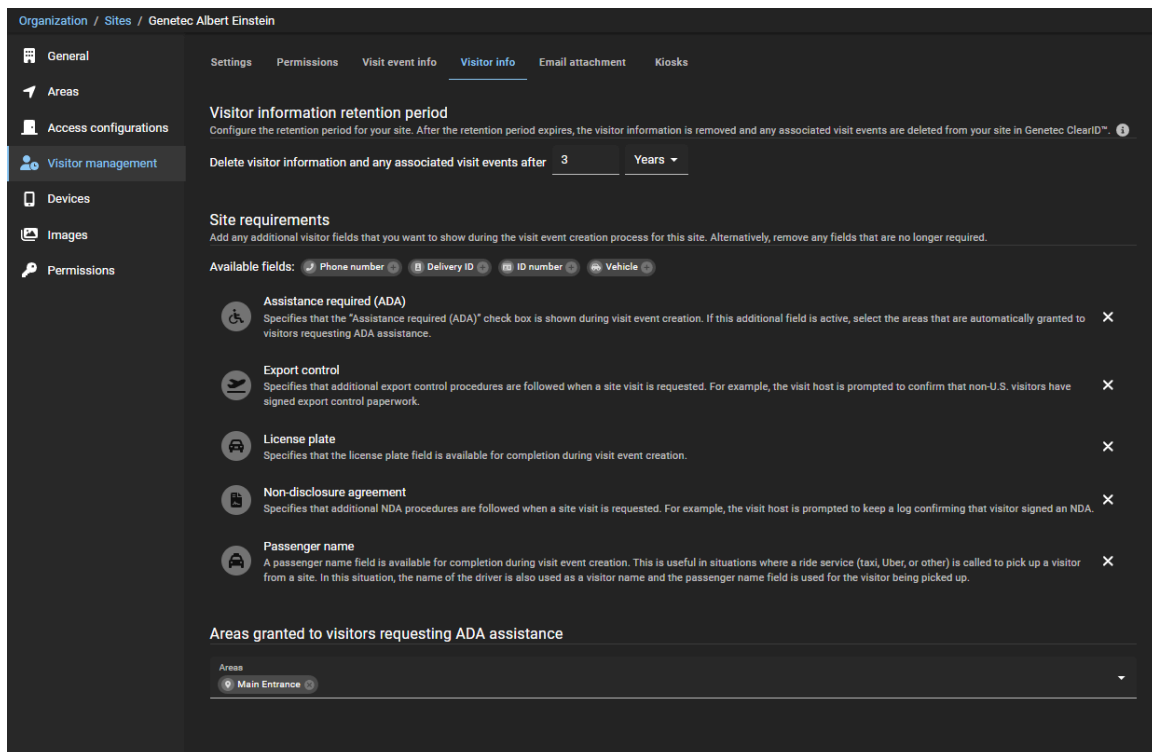 Organization / Sites / Genetec Albert Einstein
General
Areas
Access configurations
Visitor management
Devices
Images
Permissions
Settings Permissions Visit event info Visitor info Email attachment Kiosks
Visitor information retention period
Configure the retention period for your site. After the retention period expires, the visitor information is removed and any associated visit events are deleted from your site in Genetec ClearID™.
Delete visitor information and any associated visit events after 3 Years
Site requirements
Add any additional visitor fields that you want to show during the visit event creation process for this site. Alternatively, remove any fields that are no longer required.
Available fields: Phone number Delivery ID ID number Vehicle
Assistance required (ADA)
Specifies that the "Assistance required (ADA)" check box is shown during visit event creation. If this additional field is active, select the areas that are automatically granted to
visitors requesting ADA assistance.
Export control
Specifies that additional export control procedures are followed when a site visit is requested. For example, the visit host is prompted to confirm that non-U.S. visitors have
signed export control paperwork.
License plate
Specifies that the license plate field is available for completion during visit event creation.
Non-disclosure agreement
Specifies that additional NDA procedures are followed when a site visit is requested. For example, the visit host is prompted to keep a log confirming that visitor signed an NDA.
Passenger name
A passenger name field is available for completion during visit event creation. This is useful in situations where a ride service (taxi, Uber, or other) is called to pick up a visitor
from a site. In this situation, the name of the driver is also used as a visitor name and the passenger name field is used for the visitor being picked up.
Areas granted to visitors requesting ADA assistance
Areas
Main Entrance